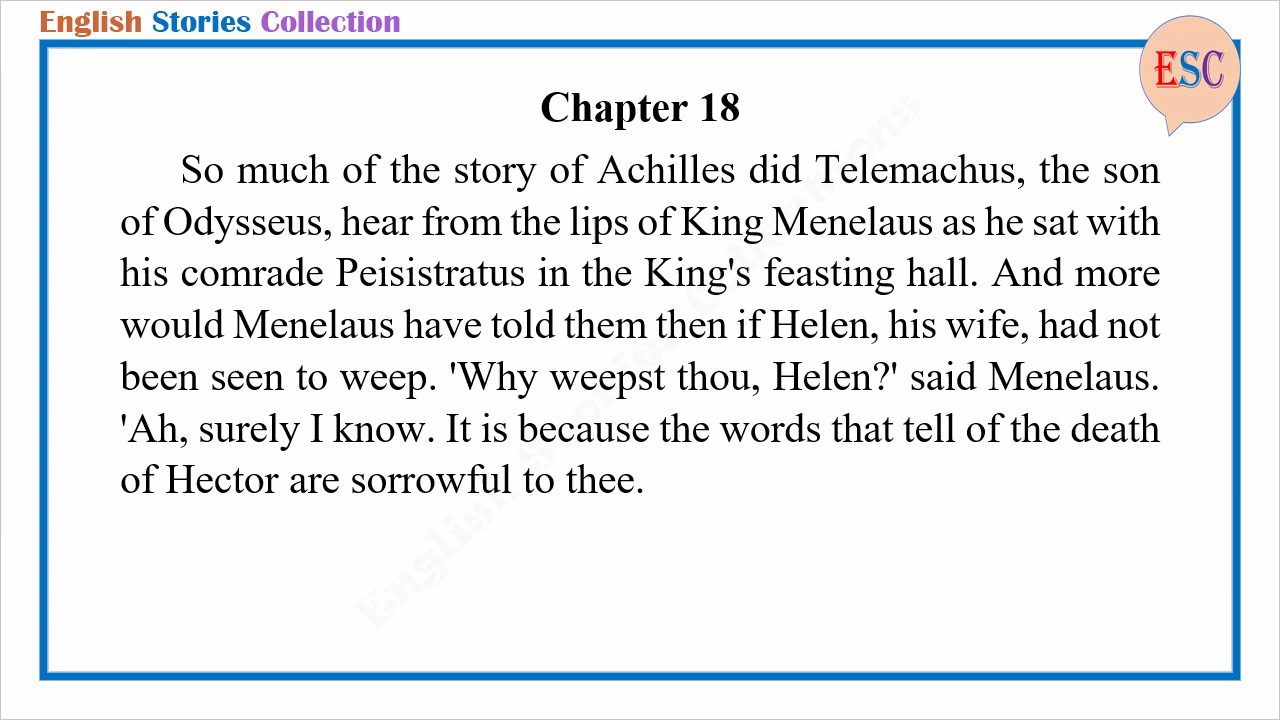 English Stories Collection
ESC
Chapter 18
So much of the story of Achilles did Telemachus, the son
of Odysseus, hear from the lips of King Menelaus as he sat with
his comrade Peisistratus in the King's feasting hall. And more
would Menelaus have told them then if Helen, his wife, had not
been seen to weep. 'Why weepst thou, Helen?' said Menelaus.
'Ah, surely I know. It is because the words that tell of the death
of Hector are sorrowful to thee.